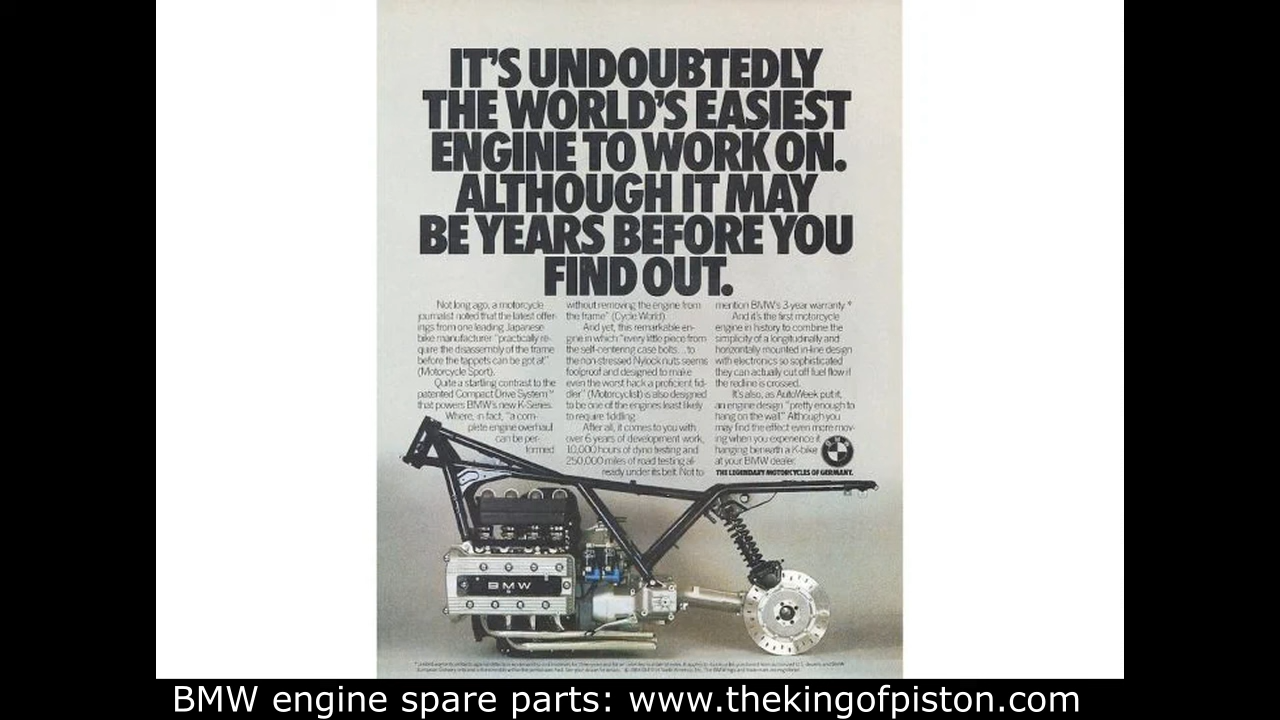 IT'S UNDOUBTEDLY
THE WORLD'S EASIEST
ENGINE TO WORK ON.
ALTHOUGH IT MAY
BE YEARS BEFORE YOU
FIND OUT.
Not long ago, a motorcycle
journalist noted that the latest offer-
ings from one leading Japanese
bike manufacturer "practically re-
quire the disassembly of the frame
before the tappets can be got at"
(Motorcycle Sport).
Quite a startling contrast to the
patented Compact Drive System™
that powers BMW's new K-Series.
Where, in fact, "a com-
plete engine overhaul
can be per-
formed
without removing the engine from
the frame" (Cycle World).
And yet, this remarkable en-
gine in which "every little piece from
the self-centering case bolts...to
the non-stressed Nylock nuts seems
foolproof and designed to make
even the worst hack a proficient fid-
dler" (Motorcyclist) is also designed
to be one of the engines least likely
to require fiddling.
After all, it comes to you with
over 6 years of development work,
10,000 hours of dyno testing and
250,000 miles of road testing al-
ready under its belt. Not to
mention BMW's 3-year warranty.*
And it's the first motorcycle
engine in history to combine the
simplicity of a longitudinally and
horizontally mounted in-line design
with electronics so sophisticated
they can actually cut off fuel flow if
the redline is crossed.
It's also, as AutoWeek put it,
an engine design "pretty enough to
hang on the wall." Although you
may find the effect even more mov-
ing when you experience it
hanging beneath a K-bike
at your BMW dealer.
BMW
THE LEGENDARY MOTORCYCLES OF GERMANY.
BMW
BMW engine spare parts: www.thekingofpiston.com